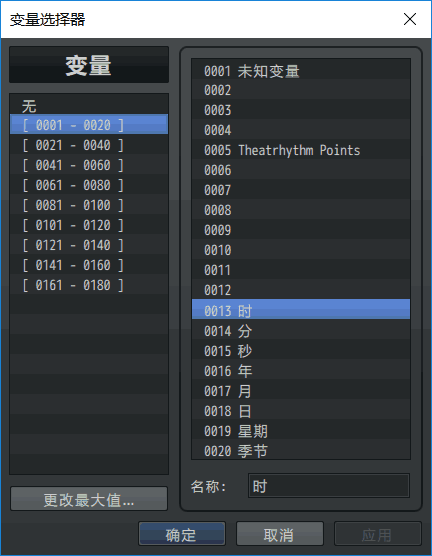 变量选择器
变量
无
[ 0001 - 0020 ]
[ 0021 - 0040 ]
[ 0041 - 0060 ]
[ 0061 - 0080 ]
[ 0081 - 0100 ]
[ 0101 - 0120 ]
[ 0121 - 0140 ]
[ 0141 - 0160 ]
[ 0161 - 0180 ]
更改最大值...
0001 未知变量
0002
0003
0004
0005 Theatrhythm Points
0006
0007
0008
0009
0010
0011
0012
0013 时
0014 分
0015 秒
0016 年
0017 月
0018 日
0019 星期
0020 季节
名称: 时
确定 取消 应用